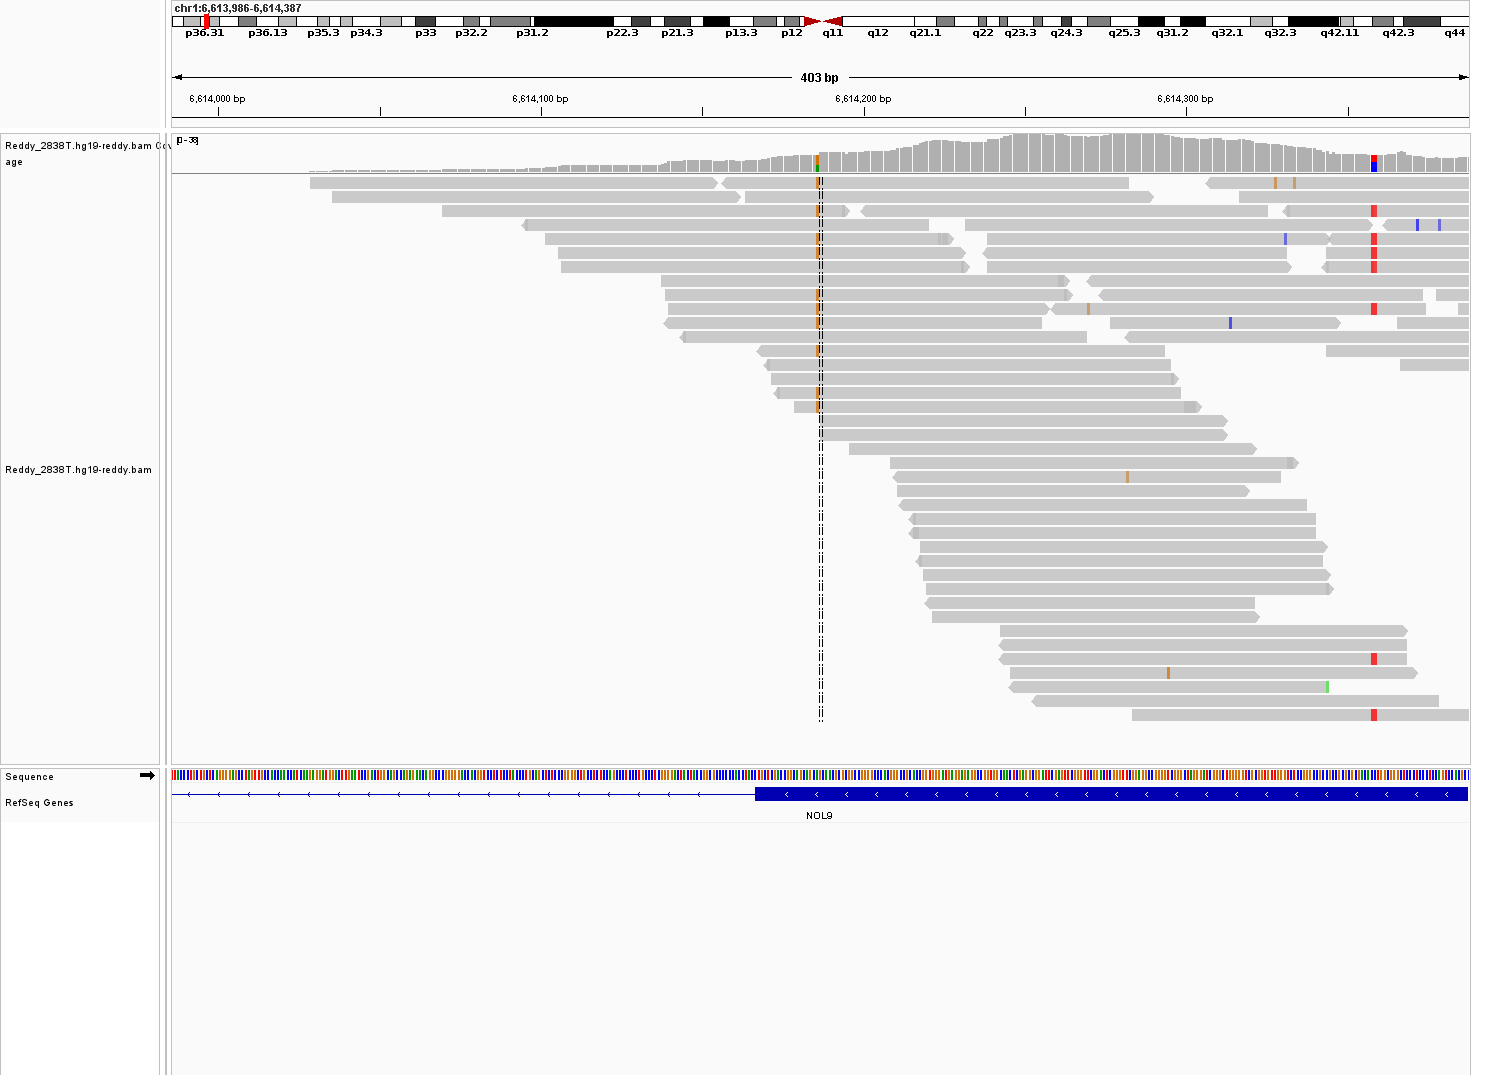 chr1:6,613,986-6,614,387
p36.31 p36.13 p35.3 p34.3 p33 p32.2 p31.2 p22.3 p21.3 p13.3 p12 q11 q12 q21.1 q22 q23.3 q24.3 q25.3 q31.2 q32.1 q32.3 q42.11 q42.3 q44
403 bp
6,614,000 bp 6,614,100 bp 6,614,200 bp 6,614,300 bp
[0 - 38]
Reddy_2838T.hg19-reddy.bam Cov
age
Reddy_2838T.hg19-reddy.bam
Sequence
RefSeq Genes
NOL9